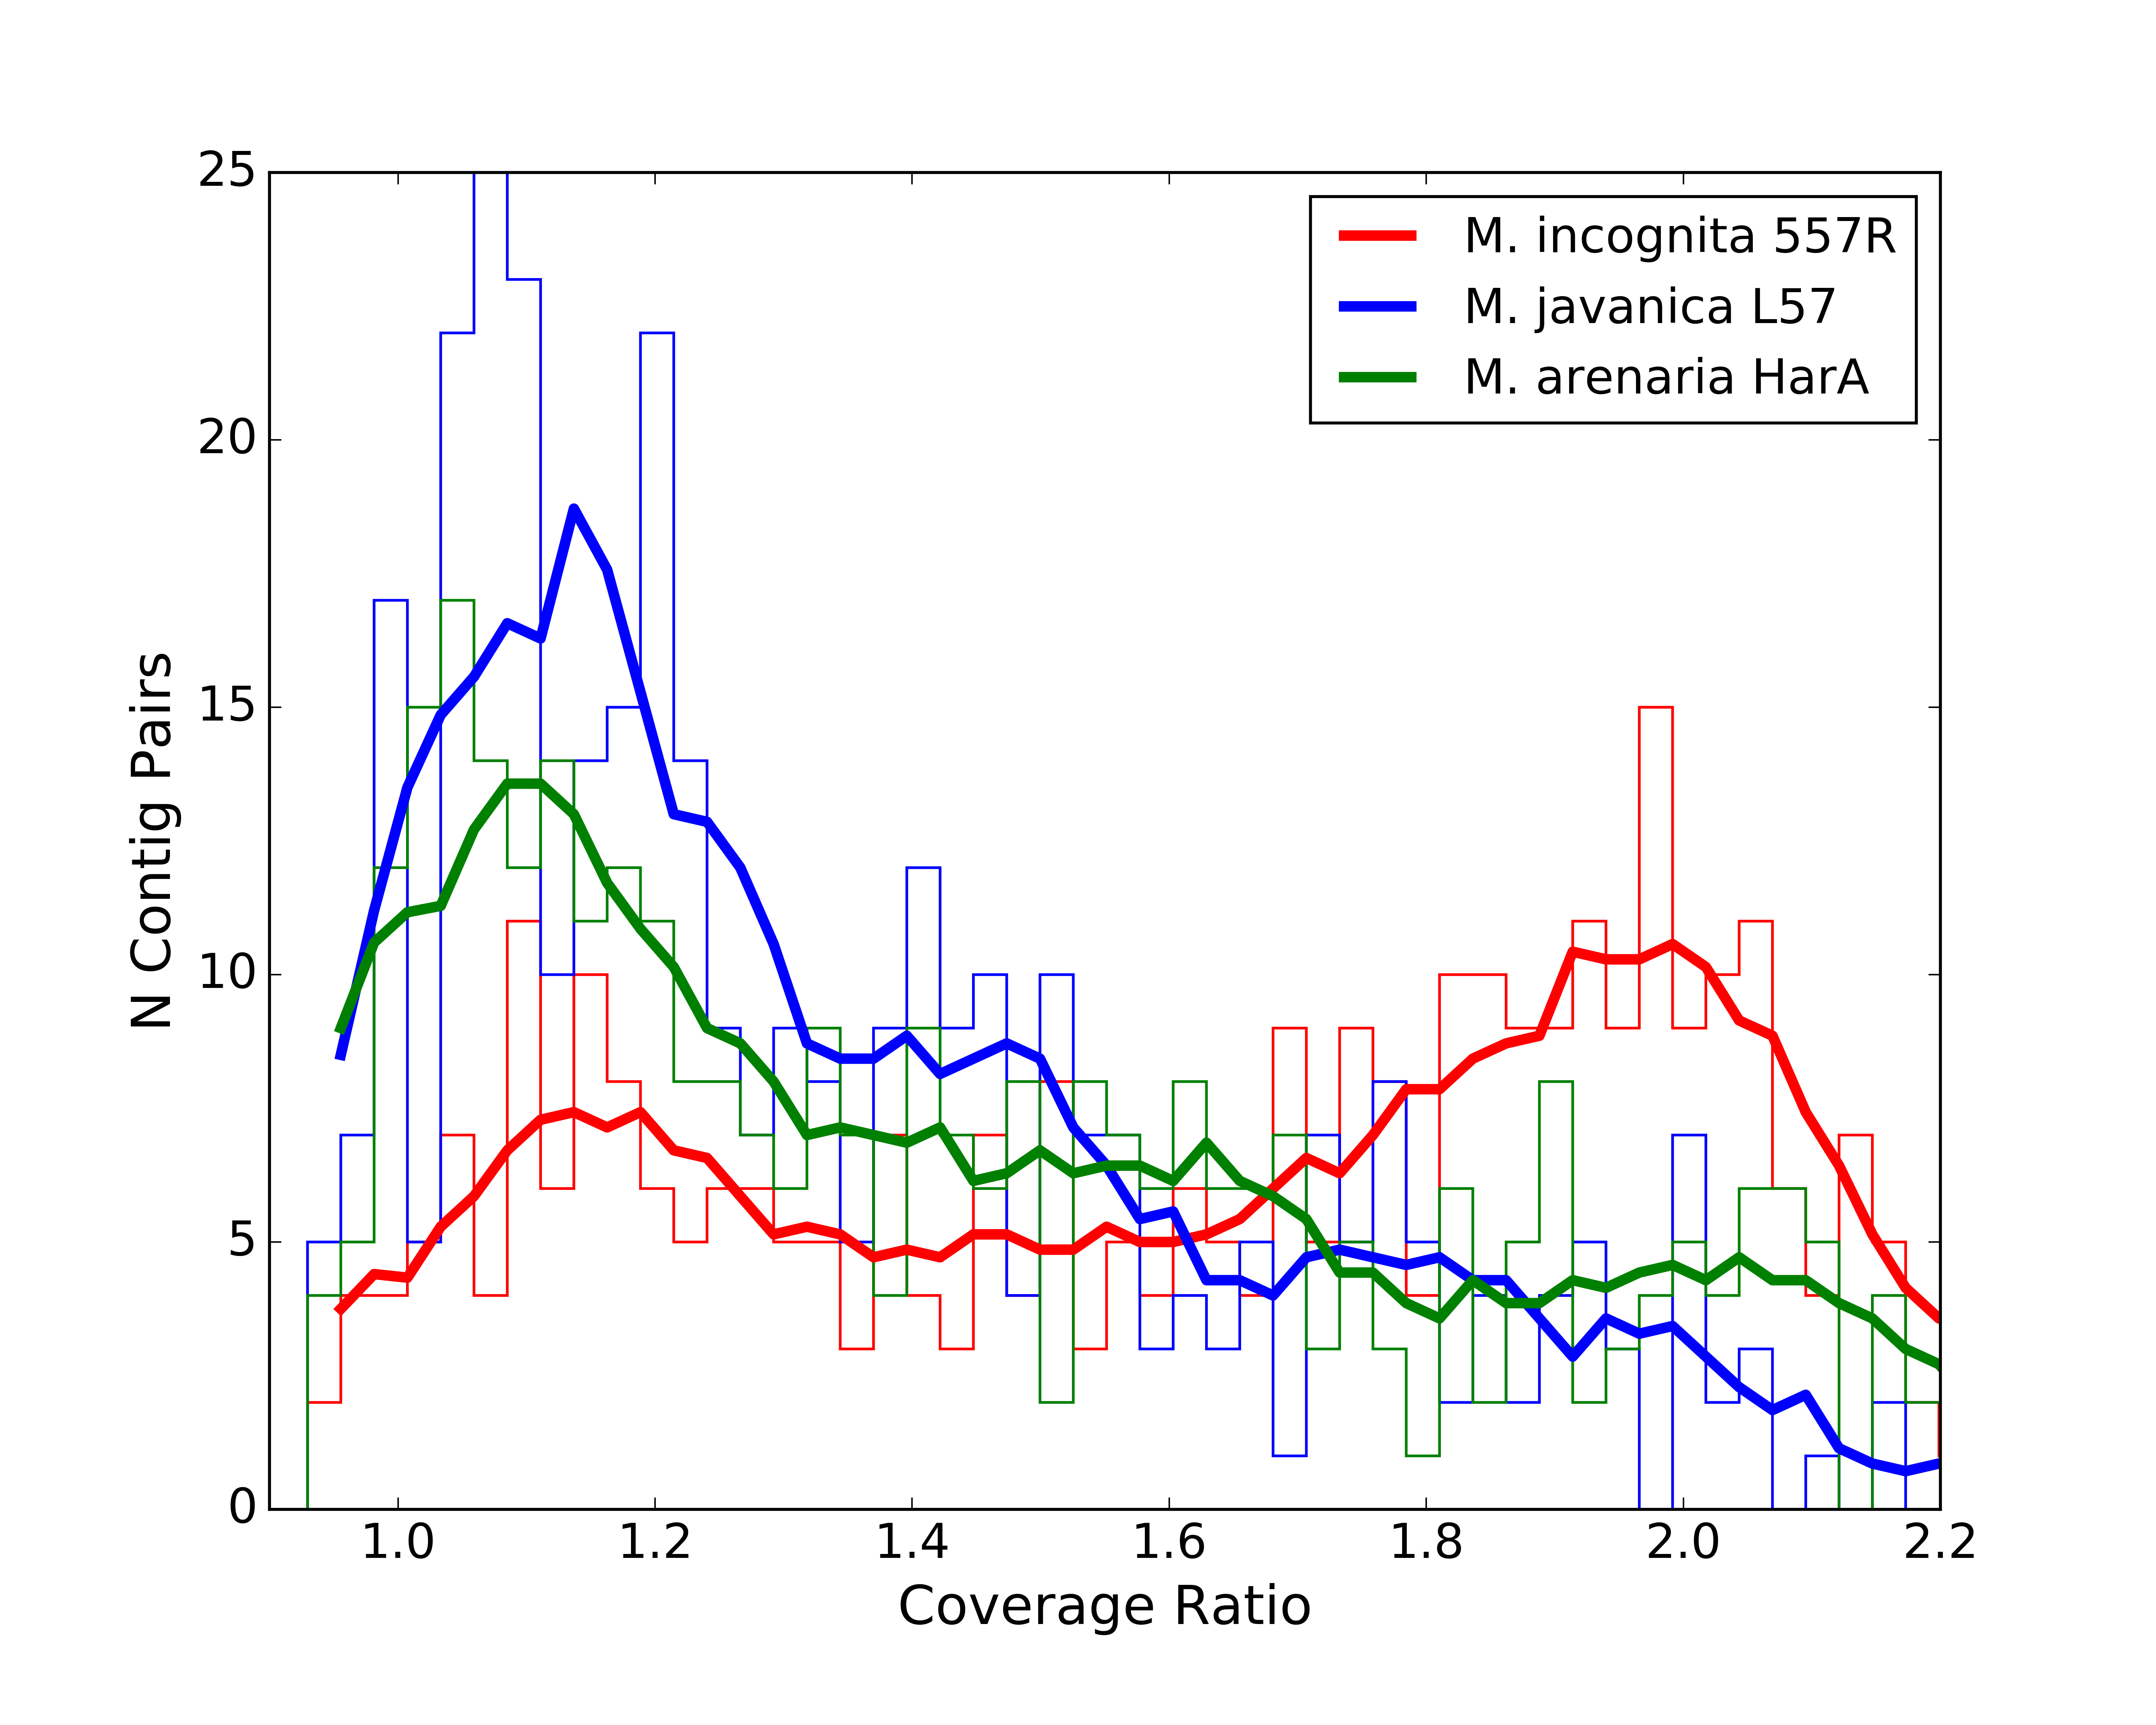 25
20
15
10
5
0
N Contig Pairs
M. incognita 557R
M. javanica L57
M. arenaria HarA
1.0 1.2 1.4 1.6 1.8 2.0 2.2
Coverage Ratio